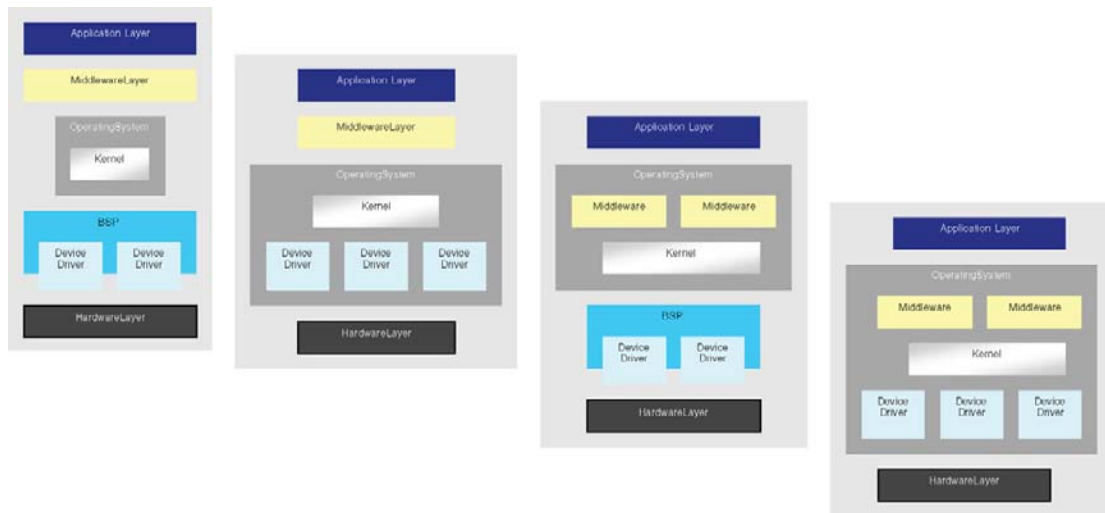 Application Layer
MiddlewareLayer
OperatingSystem
Kernel
BSP
Device
Driver
Device
Driver
HardwareLayer
Application Layer
MiddlewareLayer
OperatingSystem
Kernel
Device
Driver
Device
Driver
Device
Driver
HardwareLayer
Application Layer
OperatingSystem
Middleware
Middleware
Kernel
BSP
Device
Driver
Device
Driver
HardwareLayer
Application Layer
OperatingSystem
Middleware
Middleware
Kernel
Device
Driver
Device
Driver
Device
Driver
HardwareLayer